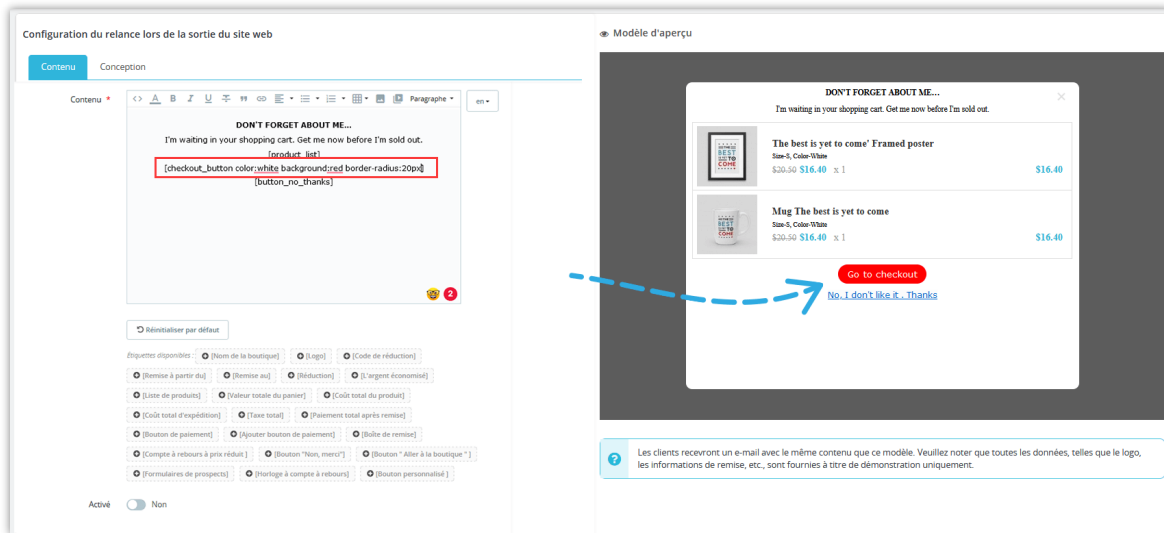 Configuration du relance lors de la sortie du site web
Contenu
Conception
Contenu *
Paragraphe
en
DON'T FORGET ABOUT ME...
I'm waiting in your shopping cart. Get me now before I'm sold out.
[product_list]
[checkout_button color:white background:red border-radius:20px]
[button_no_thanks]
2
Réinitialiser par défaut
Étiquettes disponibles : [Nom de la boutique] [Logo] [Code de réduction]
[Remise à partir du] [Remise au] [Réduction] [L'argent économisé]
[Liste de produits] [Valeur totale du panier] [Coût total du produit]
[Coût total d'expédition] [Taxe total] [Paiement total après remise]
[Bouton de paiement] [Ajouter bouton de paiement] [Boîte de remise]
[Compte à rebours à prix réduit ] [Bouton "Non, merci"] [Bouton " Aller à la boutique " ]
[Formulaires de prospects] [Horloge à compte à rebours] [Bouton personnalisé ]
Activé Non
Modèle d'aperçu
DON'T FORGET ABOUT ME...
I'm waiting in your shopping cart. Get me now before I'm sold out.
The best is yet to come' Framed poster
Size-S, Color-White
$20.50 $16.40 x 1 $16.40
Mug The best is yet to come
Size-S, Color-White
$20.50 $16.40 x 1 $16.40
Go to checkout
No, I don't like it . Thanks
Les clients recevront un e-mail avec le même contenu que ce modèle. Veuillez noter que toutes les données, telles que le logo,
les informations de remise, etc., sont fournies à titre de démonstration uniquement.